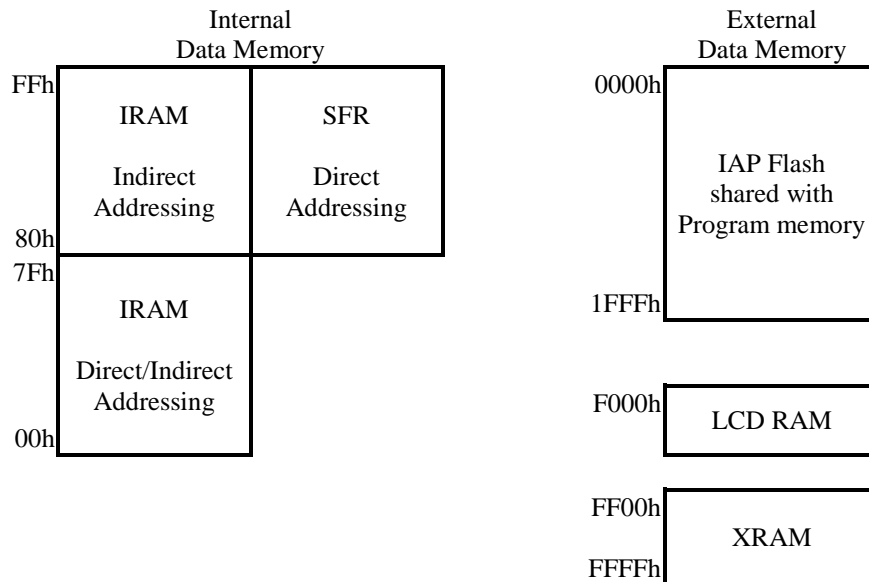 Internal
Data Memory
FFh
IRAM
Indirect
Addressing
80h
SFR
Direct
Addressing
7Fh
IRAM
Direct/Indirect
Addressing
00h
External
Data Memory
0000h
IAP Flash
shared with
Program memory
1FFFh
F000h
LCD RAM
FF00h
XRAM
FFFFh